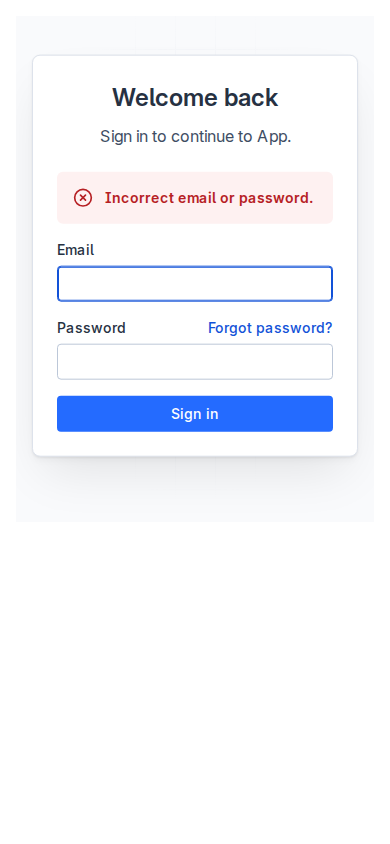 Welcome back
Sign in to continue to App.
Incorrect email or password.
Email
Password Forgot password?
Sign in